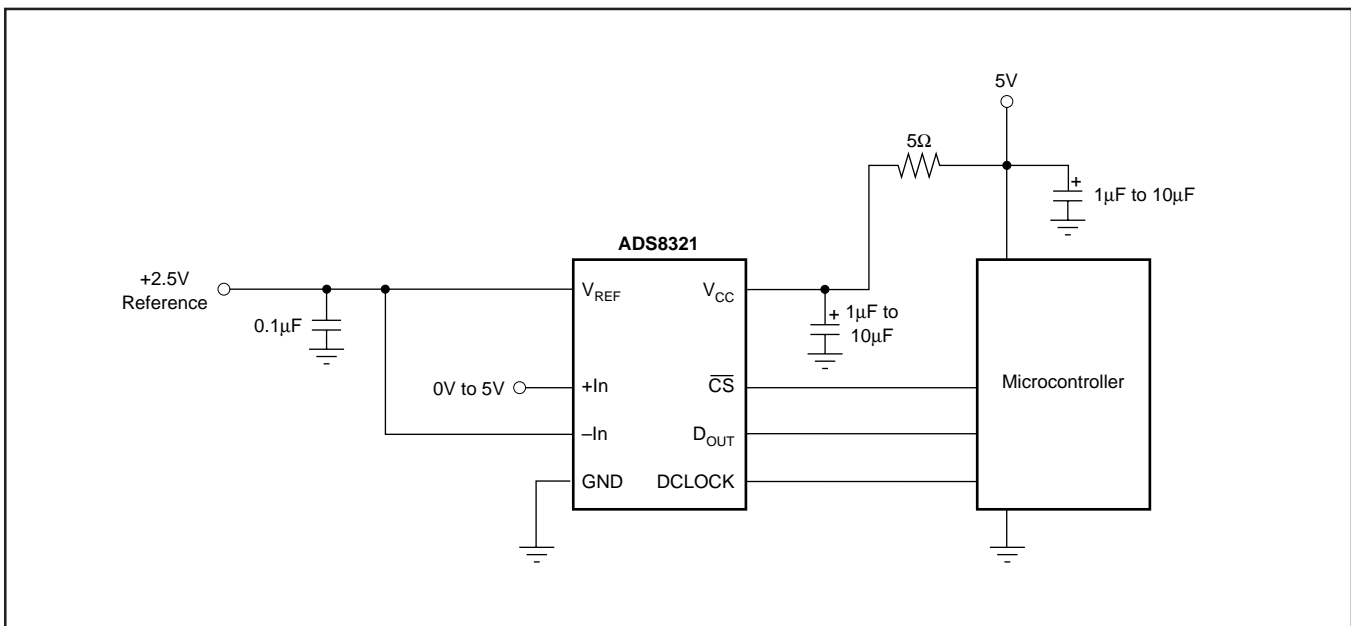 5V
5Ω
+
1µF to 10µF
ADS8321
+2.5V
Reference
0.1µF
V_REF
V_CC
+
1µF to
10µF
0V to 5V
+In
C̅S̅
Microcontroller
–In
D_OUT
GND
DCLOCK